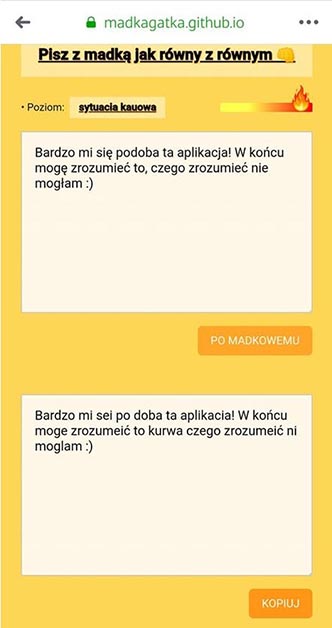 madkagatka.github.io
Pisz z madką jak równy z równym 👊
• Poziom: sytuacia kauowa
Bardzo mi się podoba ta aplikacja! W końcu
mogę zrozumieć to, czego zrozumieć nie
mogłam :)
PO MADKOWEMU
Bardzo mi sei po doba ta aplikacia! W końcu
moge zrozumeić to kurwa czego zrozumeić ni
moglam :)
KOPIUJ